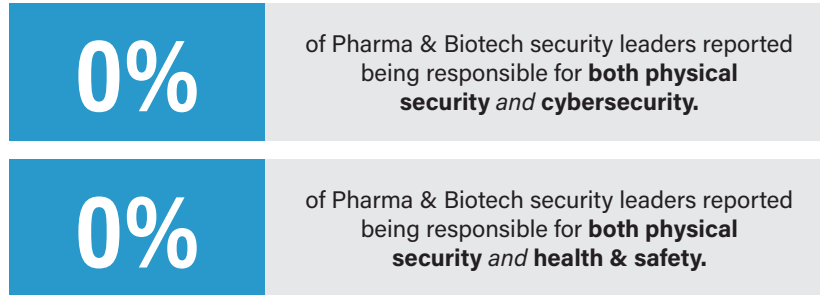 0%
of Pharma & Biotech security leaders reported
being responsible for both physical
security and cybersecurity.
0%
of Pharma & Biotech security leaders reported
being responsible for both physical
security and health & safety.